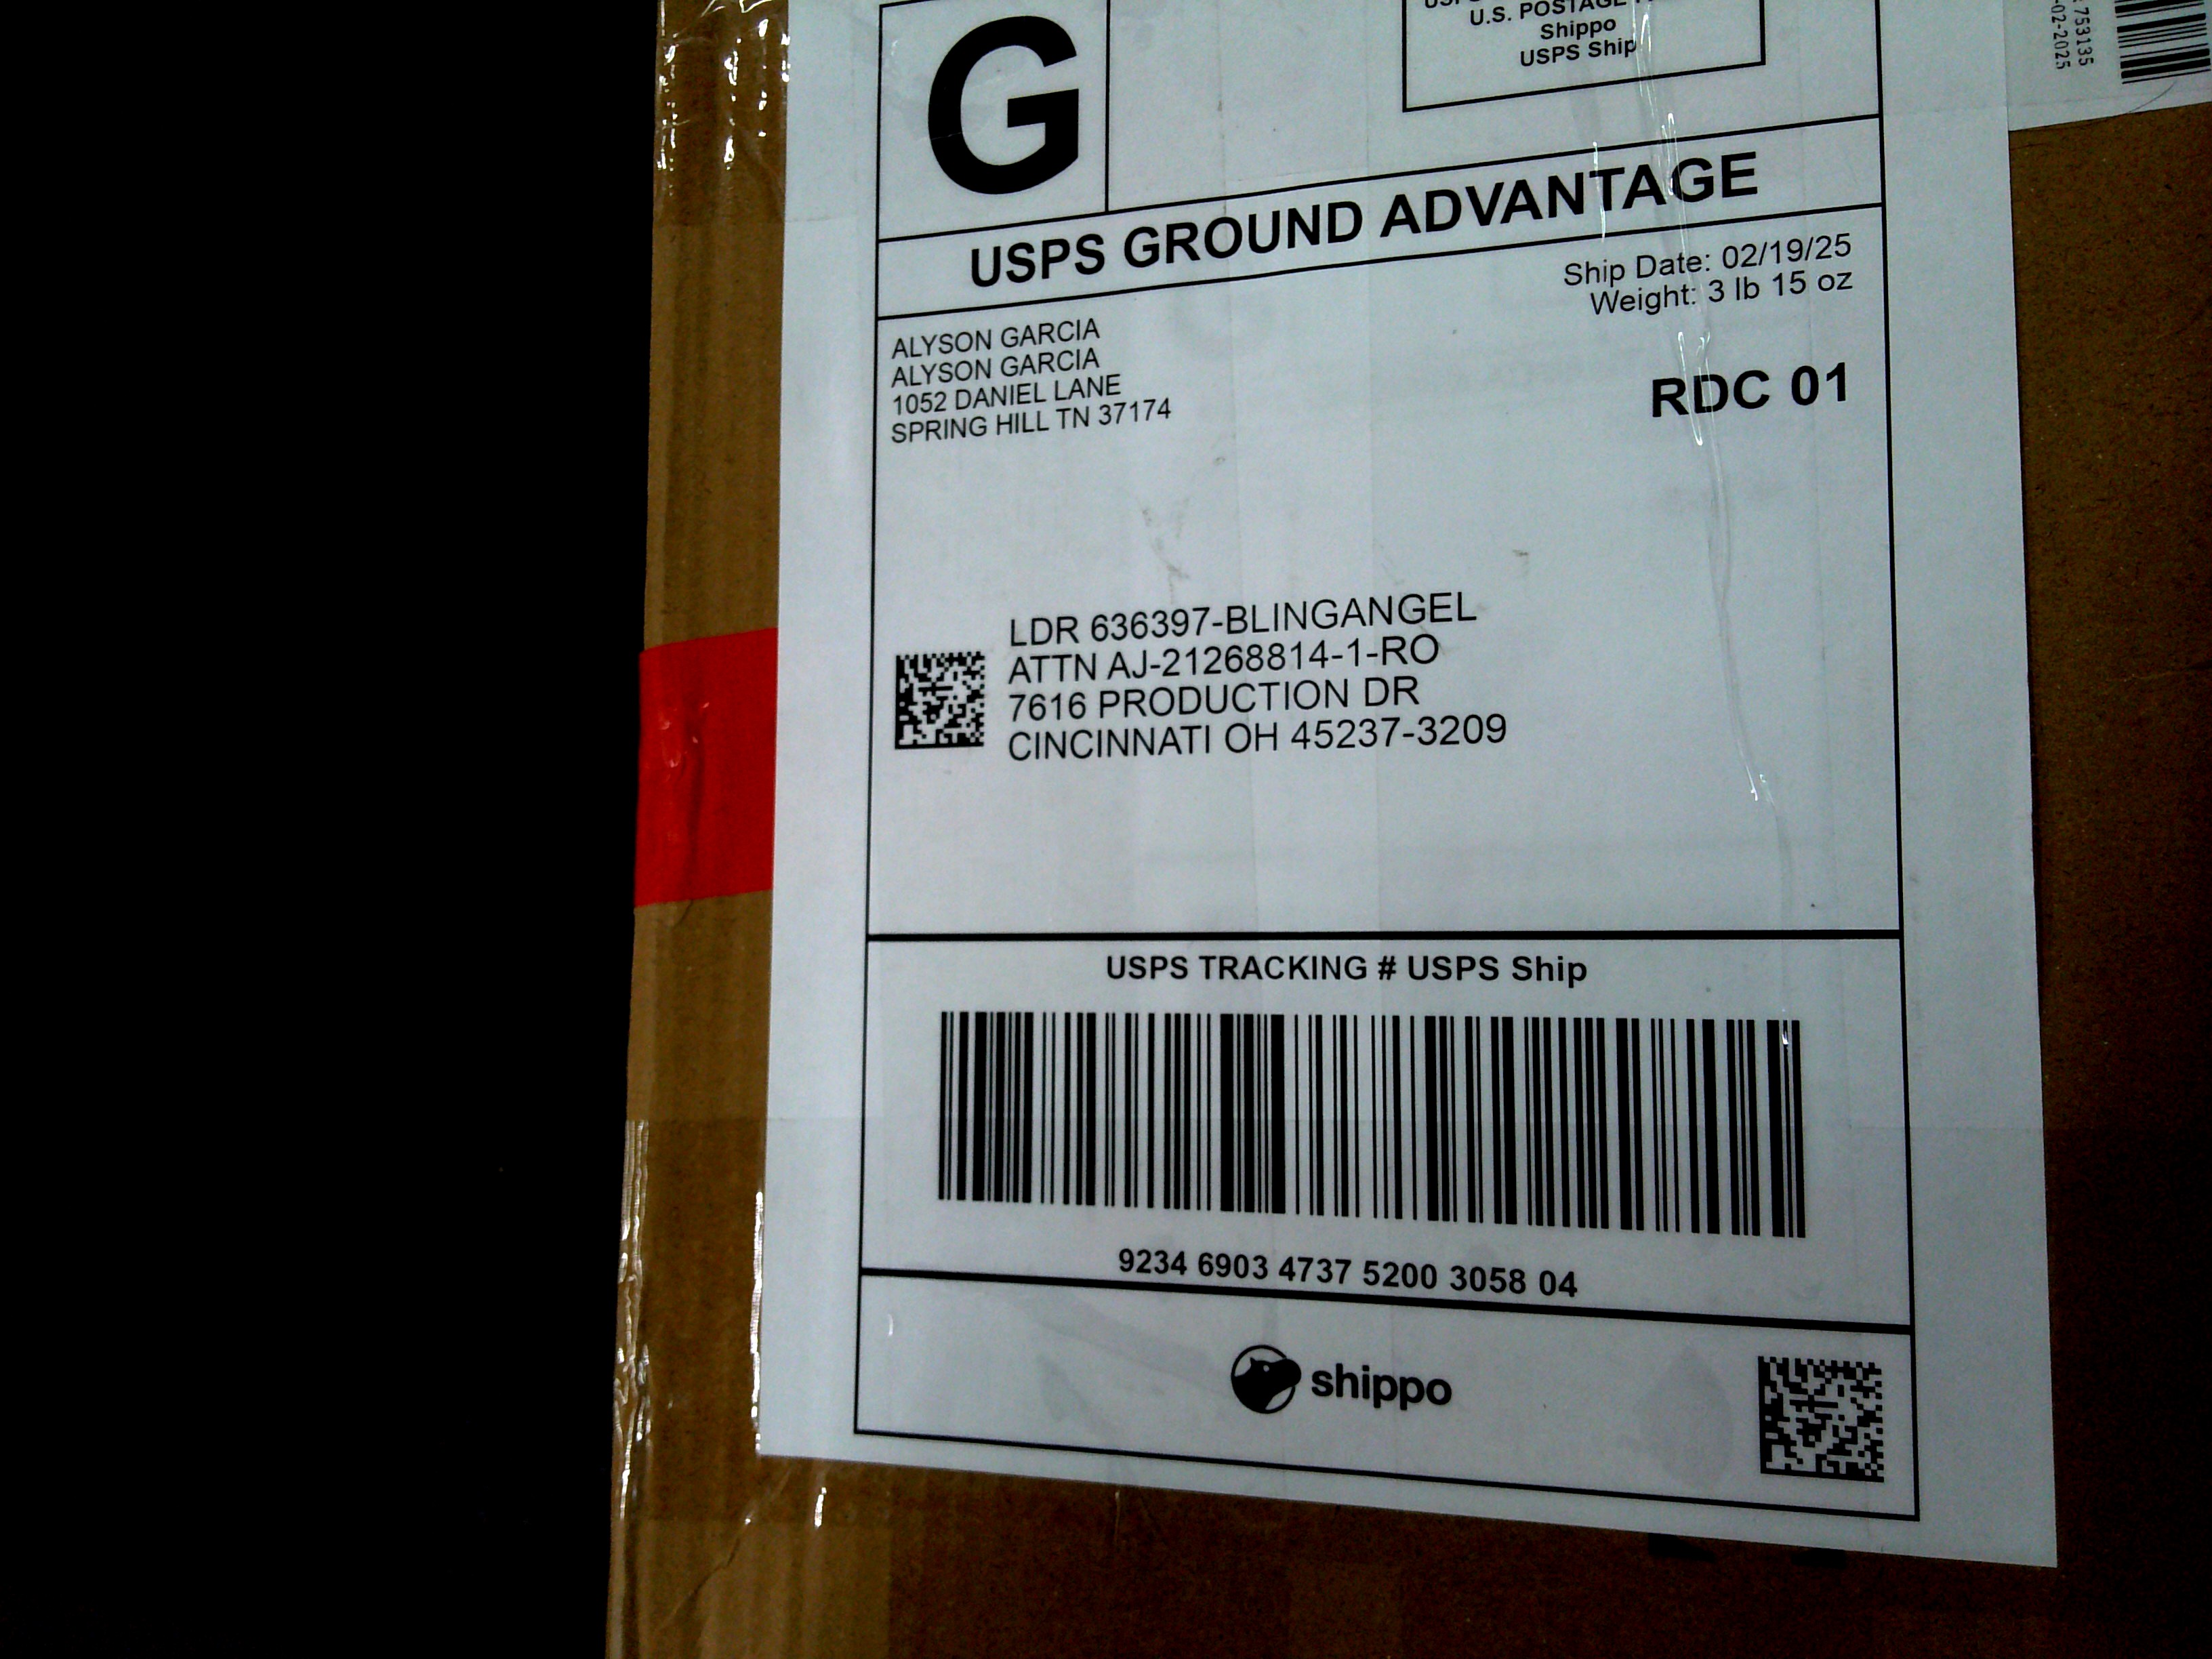 G
U.S. POSTAGE
Shippo
USPS Ship
753135
-02-2025
USPS GROUND ADVANTAGE
Ship Date: 02/19/25
Weight: 3 lb 15 oz
ALYSON GARCIA
ALYSON GARCIA
1052 DANIEL LANE
SPRING HILL TN 37174
RDC 01
LDR 636397-BLINGANGEL
ATTN AJ-21268814-1-RO
7616 PRODUCTION DR
CINCINNATI OH 45237-3209
USPS TRACKING # USPS Ship
9234 6903 4737 5200 3058 04
shippo